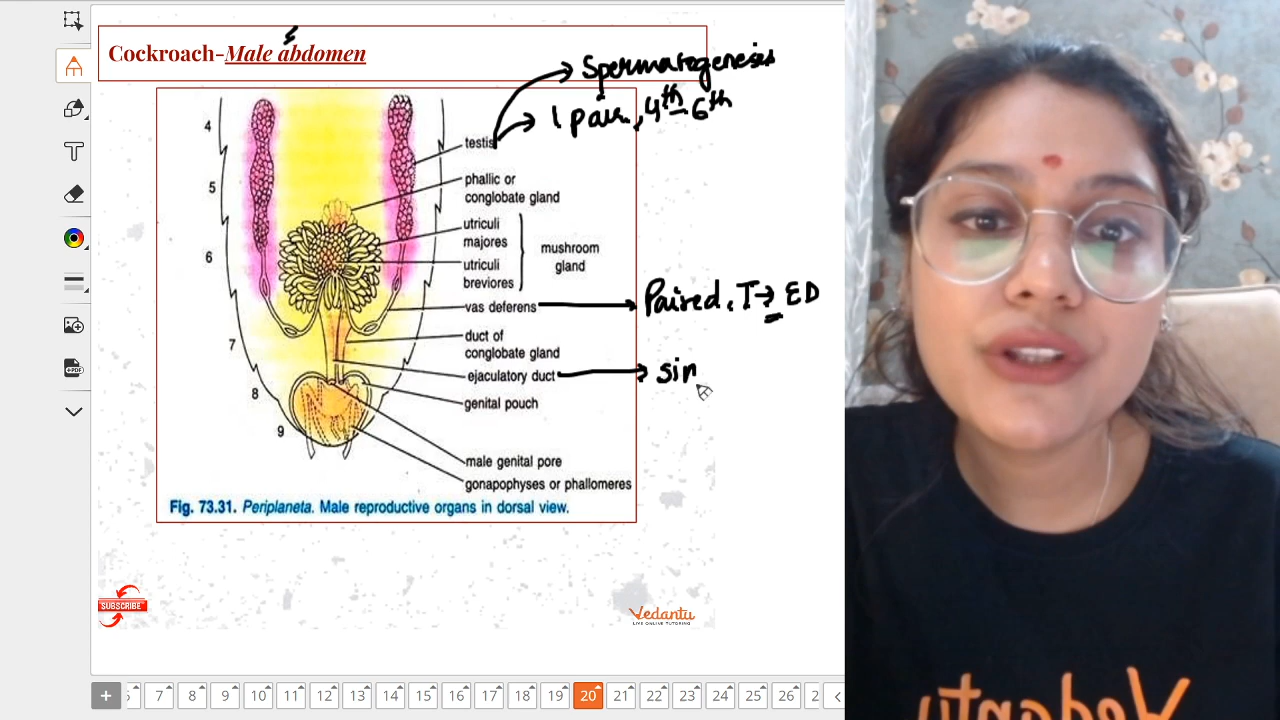 Cockroach-Male abdomen
Spermatogenesis
1 pair, 4th-6th
4
5
6
7
8
9
testis
phallic or
conglobate gland
utriculi
majores
utriculi
breviores
mushroom
gland
vas deferens
Paired, T→ED
duct of
conglobate gland
ejaculatory duct
sin
genital pouch
male genital pore
gonapophyses or phallomeres
Fig. 73.31. Periplaneta. Male reproductive organs in dorsal view.
SUBSCRIBE
Vedantu
LIVE ONLINE TUTORING
Vedantu
+PDF
7 8 9 10 11 12 13 14 15 16 17 18 19 20 21 22 23 24 25 26 2